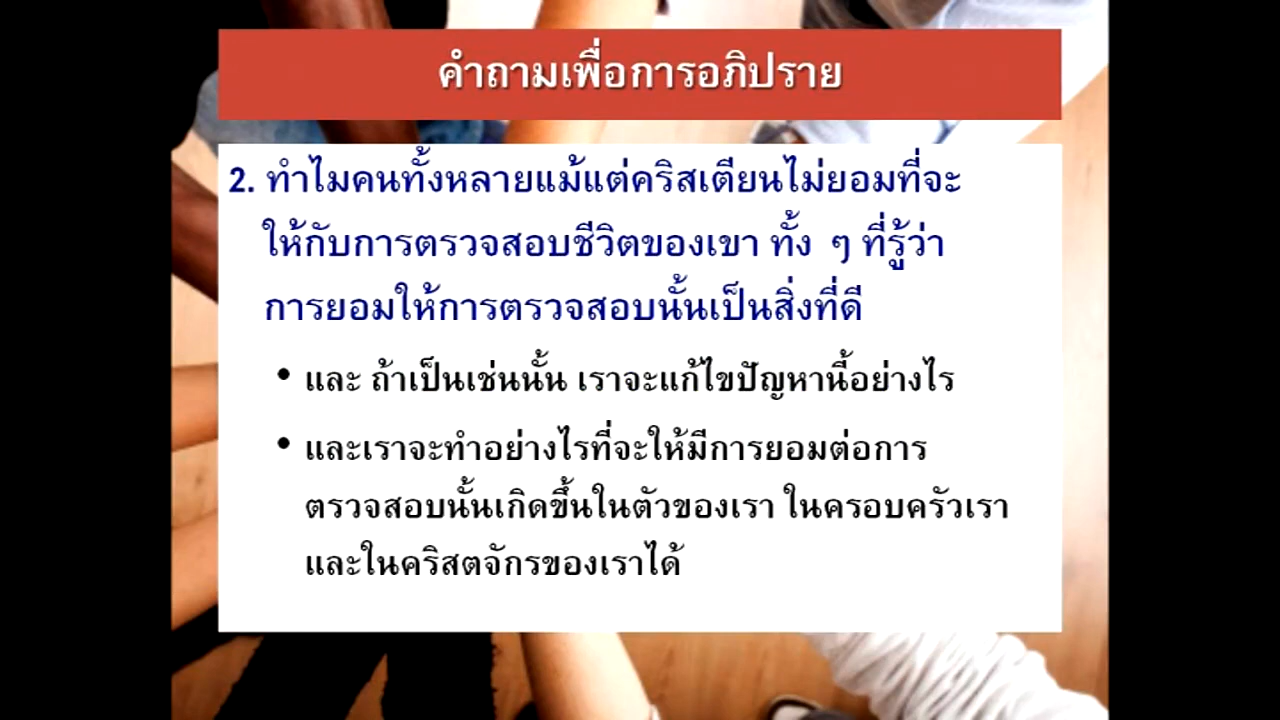 คำถามเพื่อการอภิปราย
2. ทำไมคนทั้งหลายแม้แต่คริสเตียนไม่ยอมที่จะ
ให้กับการตรวจสอบชีวิตของเขา ทั้ง ๆ ที่รู้ว่า
การยอมให้การตรวจสอบนั้นเป็นสิ่งที่ดี
• และ ถ้าเป็นเช่นนั้น เราจะแก้ไขปัญหานี้อย่างไร
• และเราจะทำอย่างไรที่จะให้มีการยอมต่อการ
ตรวจสอบนั้นเกิดขึ้นในตัวของเรา ในครอบครัวเรา
และในคริสตจักรของเราได้